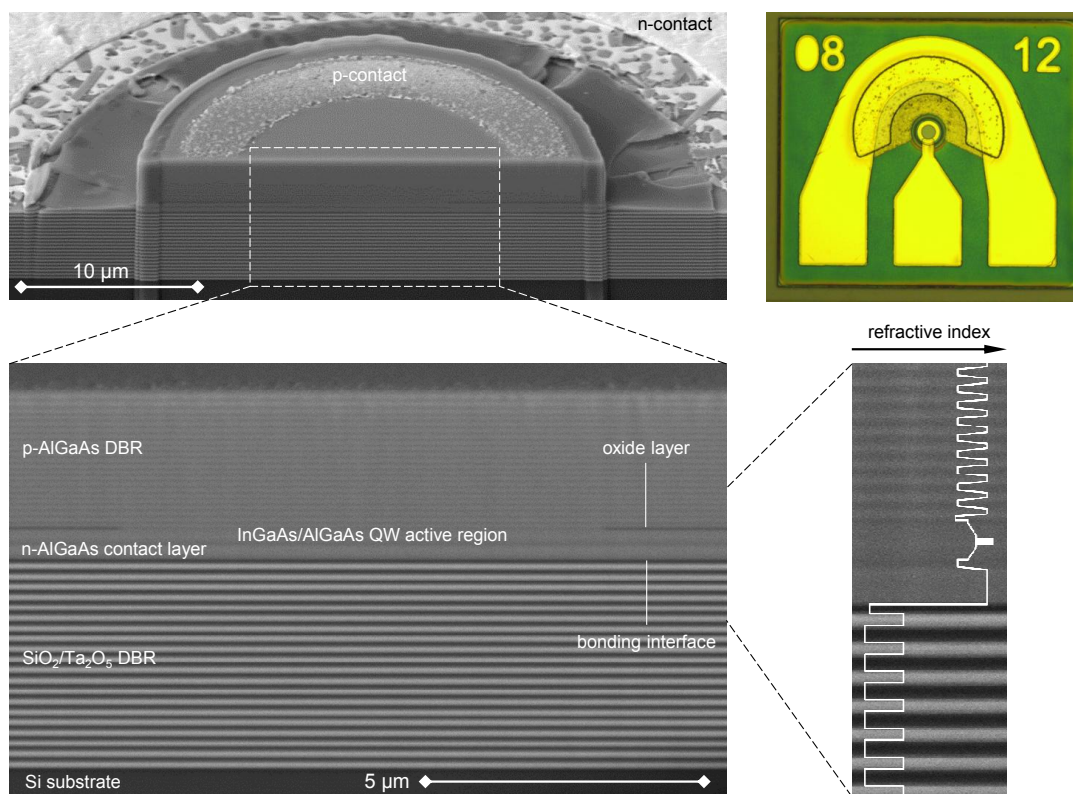 n-contact
p-contact
10 µm
08 12
refractive index
p-AlGaAs DBR
oxide layer
InGaAs/AlGaAs QW active region
n-AlGaAs contact layer
bonding interface
SiO₂/Ta₂O₅ DBR
Si substrate
5 µm